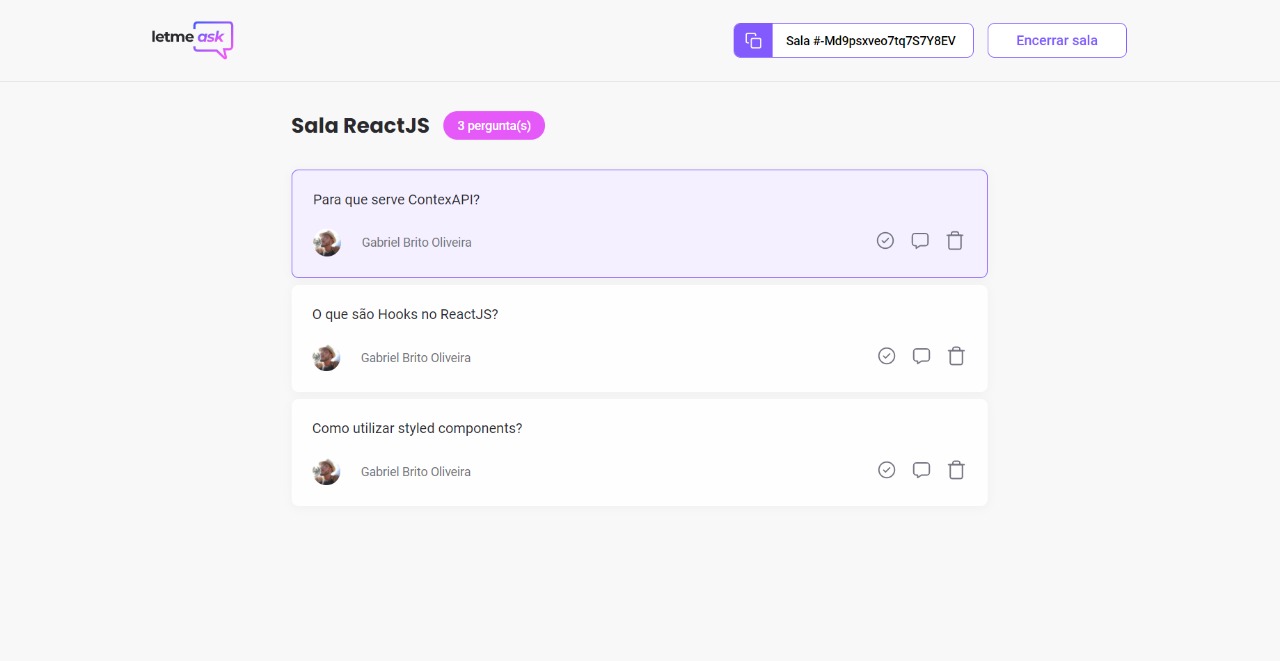 letme ask
Sala #-Md9psxveo7tq7S7Y8EV
Encerrar sala
Sala ReactJS
3 pergunta(s)
Para que serve ContexAPI?
Gabriel Brito Oliveira
O que são Hooks no ReactJS?
Gabriel Brito Oliveira
Como utilizar styled components?
Gabriel Brito Oliveira